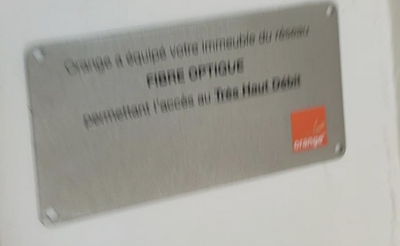 Orange a équipé votre immeuble du réseau
FIBRE OPTIQUE
permettant l'accès au Très Haut Débit
orange